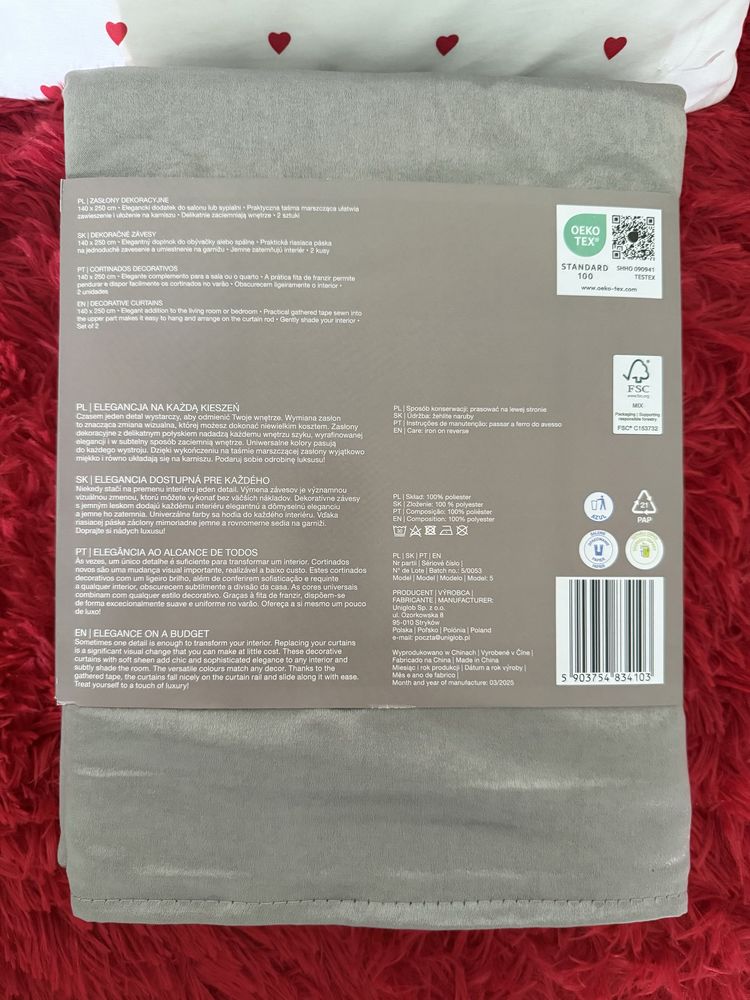 PL | ZASŁONY DEKORACYJNE
140 x 250 cm • Elegancki dodatek do salonu lub sypialni • Praktyczna taśma marszcząca ułatwia
zawieszenie i ułożenie na karniszu • Delikatnie zaciemniają wnętrze • 2 sztuki
SK | DEKORAČNÉ ZÁVESY
140 x 250 cm • Elegantný doplnok do obývačky alebo spálne • Praktická riasiaca páska
na jednoduché zavesenie a umiestnenie na garnižu • Jemne zatemňujú interiér • 2 kusy
PT | CORTINADOS DECORATIVOS
140 x 250 cm • Elegante complemento para a sala ou o quarto • A prática fita de franzir permite
pendurar e dispor facilmente os cortinados no varão • Obscurecem ligeiramente o interior •
2 unidades
EN | DECORATIVE CURTAINS
140 x 250 cm • Elegant addition to the living room or bedroom • Practical gathered tape sewn into
the upper part makes it easy to hang and arrange on the curtain rod • Gently shade your interior •
Set of 2
OEKO
TEX®
STANDARD
100
SHHO 090941
TESTEX
www.oeko-tex.com
FSC
www.fsc.org
MIX
Packaging | Supporting
responsible forestry
FSC® C153732
PL | ELEGANCJA NA KAŻDĄ KIESZEŃ
Czasem jeden detal wystarczy, aby odmienić Twoje wnętrze. Wymiana zasłon
to znacząca zmiana wizualna, której możesz dokonać niewielkim kosztem. Zasłony
dekoracyjne z delikatnym połyskiem nadadzą każdemu wnętrzu szyku, wyrafinowanej
elegancji i w subtelny sposób zaciemnią wnętrze. Uniwersalne kolory pasują
do każdego wystroju. Dzięki wykończeniu na taśmie marszczącej zasłony wyjątkowo
miękko i równo układają się na karniszu. Podaruj sobie odrobinę luksusu!
SK | ELEGANCIA DOSTUPNÁ PRE KAŽDÉHO
Niekedy stačí na premenu interiéru jeden detail. Výmena závesov je významnou
vizuálnou zmenou, ktorú môžete vykonať bez väčších nákladov. Dekoratívne závesy
s jemným leskom dodajú každému interiéru elegantnú a dômyselnú eleganciu
a jemne ho zatemnia. Univerzálne farby sa hodia do každého interiéru. Vďaka
riasiacej páske záclony mimoriadne jemne a rovnomerne sedia na garniži.
Doprajte si nádych luxusu!
PT | ELEGÂNCIA AO ALCANCE DE TODOS
Às vezes, um único detalhe é suficiente para transformar um interior. Cortinados
novos são uma mudança visual importante, realizável a baixo custo. Estes cortinados
decorativos com um ligeiro brilho, além de conferirem sofisticação e requinte
a qualquer interior, obscurecem subtilmente a divisão da casa. As cores universais
combinam com qualquer estilo decorativo. Graças à fita de franzir, dispõem-se
de forma excecionalmente suave e uniforme no varão. Ofereça a si mesmo um pouco
de luxo!
EN | ELEGANCE ON A BUDGET
Sometimes one detail is enough to transform your interior. Replacing your curtains
is a significant visual change that you can make at little cost. These decorative
curtains with soft sheen add chic and sophisticated elegance to any interior and
subtly shade the room. The versatile colours match any decor. Thanks to the
gathered tape, the curtains fall nicely on the curtain rail and slide along it with ease.
Treat yourself to a touch of luxury!
PL | Sposób konserwacji: prasować na lewej stronie
SK | Údržba: žehlite naruby
PT | Instruções de manutenção: passar a ferro do avesso
EN | Care: iron on reverse
PL | Skład: 100% poliester
SK | Zloženie: 100 % polyester
PT | Composição: 100% poliéster
EN | Composition: 100% polyester
PL | SK | PT | EN
Nr partii | Sériové číslo |
N° de Lote | Batch no.: 5/0053
Model | Model | Modelo | Model: 5
PRODUCENT | VÝROBCA |
FABRICANTE | MANUFACTURER:
Uniglob Sp. z o.o.
ul. Ozorkowska 8
95-010 Stryków
Polska | Poľsko | Polónia | Poland
e-mail: poczta@uniglob.pl
Wyprodukowano w Chinach | Vyrobené v Číne |
Fabricado na China | Made in China
Miesiąc i rok produkcji | Dátum a rok výroby |
Mês e ano de fabrico |
Month and year of manufacture: 03/2025
AZUL
21
PAP
PAPIER
5 903754 834103